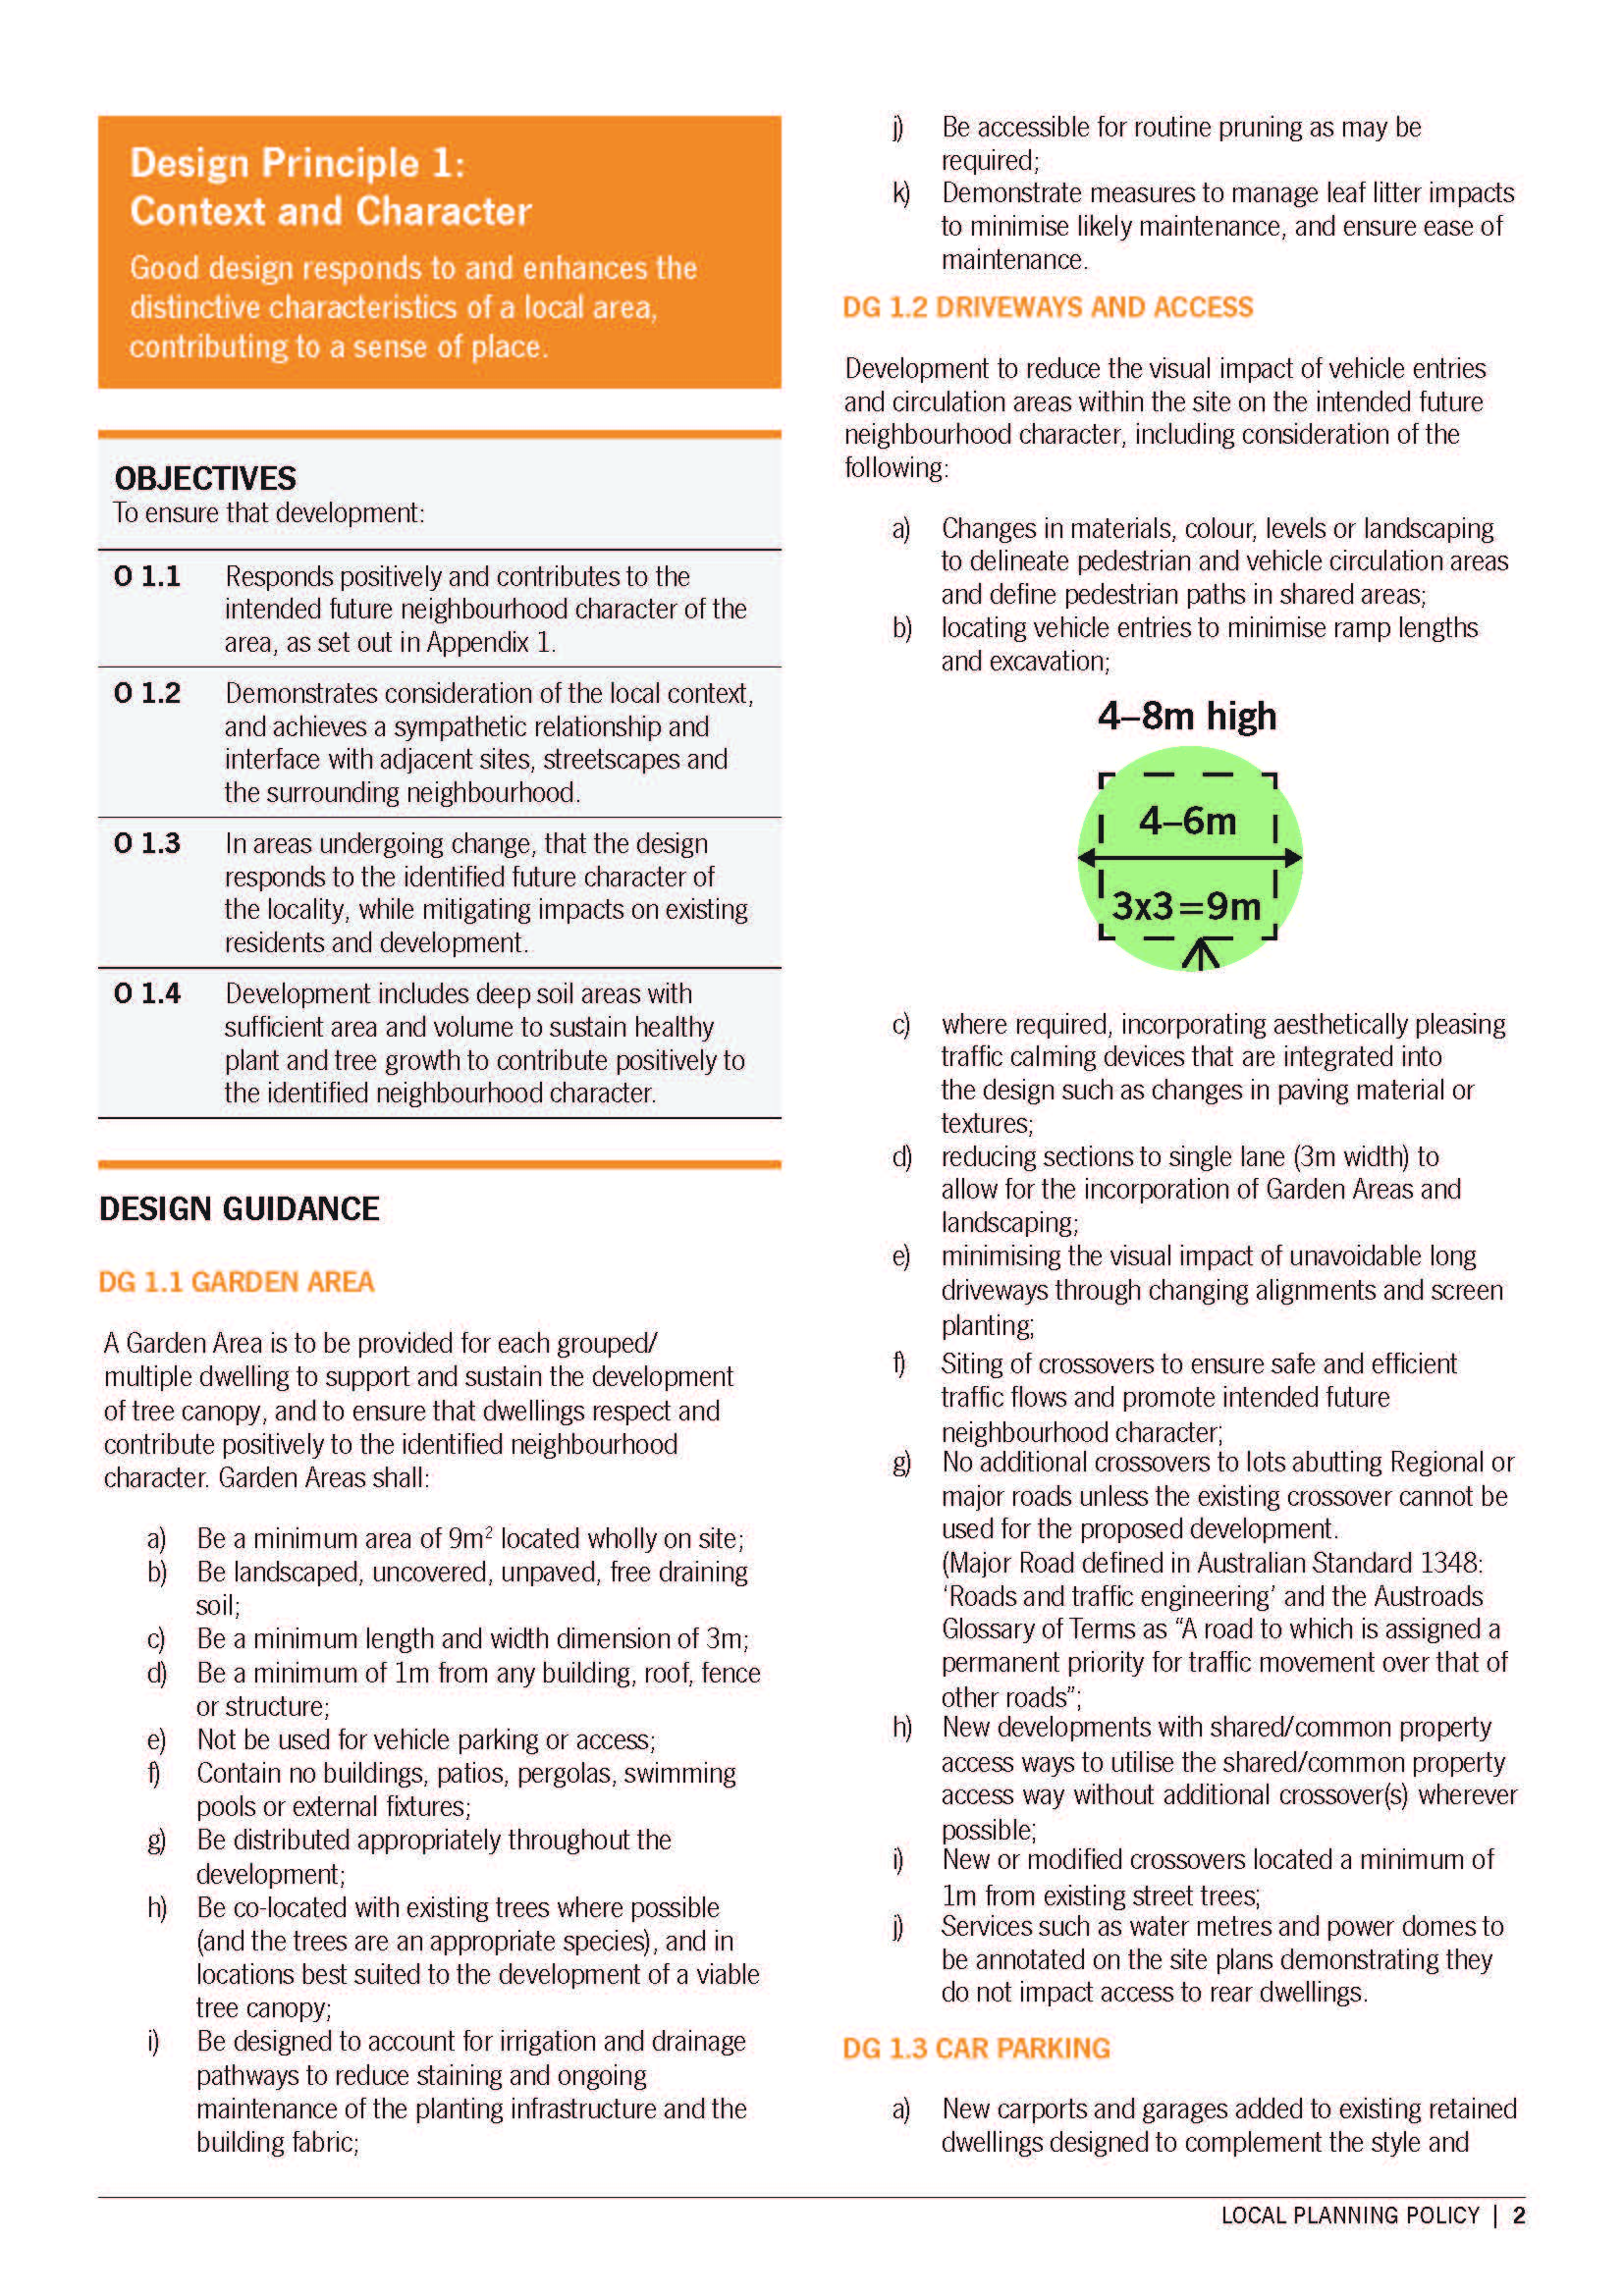 Design Principle 1:
Context and Character
Good design responds to and enhances the
distinctive characteristics of a local area,
contributing to a sense of place.
OBJECTIVES
To ensure that development:
O 1.1 Responds positively and contributes to the
intended future neighbourhood character of the
area, as set out in Appendix 1.
O 1.2 Demonstrates consideration of the local context,
and achieves a sympathetic relationship and
interface with adjacent sites, streetscapes and
the surrounding neighbourhood.
O 1.3 In areas undergoing change, that the design
responds to the identified future character of
the locality, while mitigating impacts on existing
residents and development.
O 1.4 Development includes deep soil areas with
sufficient area and volume to sustain healthy
plant and tree growth to contribute positively to
the identified neighbourhood character.
DESIGN GUIDANCE
DG 1.1 GARDEN AREA
A Garden Area is to be provided for each grouped/
multiple dwelling to support and sustain the development
of tree canopy, and to ensure that dwellings respect and
contribute positively to the identified neighbourhood
character. Garden Areas shall:
a) Be a minimum area of 9m² located wholly on site;
b) Be landscaped, uncovered, unpaved, free draining
soil;
c) Be a minimum length and width dimension of 3m;
d) Be a minimum of 1m from any building, roof, fence
or structure;
e) Not be used for vehicle parking or access;
f) Contain no buildings, patios, pergolas, swimming
pools or external fixtures;
g) Be distributed appropriately throughout the
development;
h) Be co-located with existing trees where possible
(and the trees are an appropriate species), and in
locations best suited to the development of a viable
tree canopy;
i) Be designed to account for irrigation and drainage
pathways to reduce staining and ongoing
maintenance of the planting infrastructure and the
building fabric;
j) Be accessible for routine pruning as may be
required;
k) Demonstrate measures to manage leaf litter impacts
to minimise likely maintenance, and ensure ease of
maintenance.
DG 1.2 DRIVEWAYS AND ACCESS
Development to reduce the visual impact of vehicle entries
and circulation areas within the site on the intended future
neighbourhood character, including consideration of the
following:
a) Changes in materials, colour, levels or landscaping
to delineate pedestrian and vehicle circulation areas
and define pedestrian paths in shared areas;
b) locating vehicle entries to minimise ramp lengths
and excavation;
4–8m high
4–6m
3x3=9m
c) where required, incorporating aesthetically pleasing
traffic calming devices that are integrated into
the design such as changes in paving material or
textures;
d) reducing sections to single lane (3m width) to
allow for the incorporation of Garden Areas and
landscaping;
e) minimising the visual impact of unavoidable long
driveways through changing alignments and screen
planting;
f) Siting of crossovers to ensure safe and efficient
traffic flows and promote intended future
neighbourhood character;
g) No additional crossovers to lots abutting Regional or
major roads unless the existing crossover cannot be
used for the proposed development.
(Major Road defined in Australian Standard 1348:
‘Roads and traffic engineering’ and the Austroads
Glossary of Terms as “A road to which is assigned a
permanent priority for traffic movement over that of
other roads”;
h) New developments with shared/common property
access ways to utilise the shared/common property
access way without additional crossover(s) wherever
possible;
i) New or modified crossovers located a minimum of
1m from existing street trees;
j) Services such as water metres and power domes to
be annotated on the site plans demonstrating they
do not impact access to rear dwellings.
DG 1.3 CAR PARKING
a) New carports and garages added to existing retained
dwellings designed to complement the style and
LOCAL PLANNING POLICY | 2